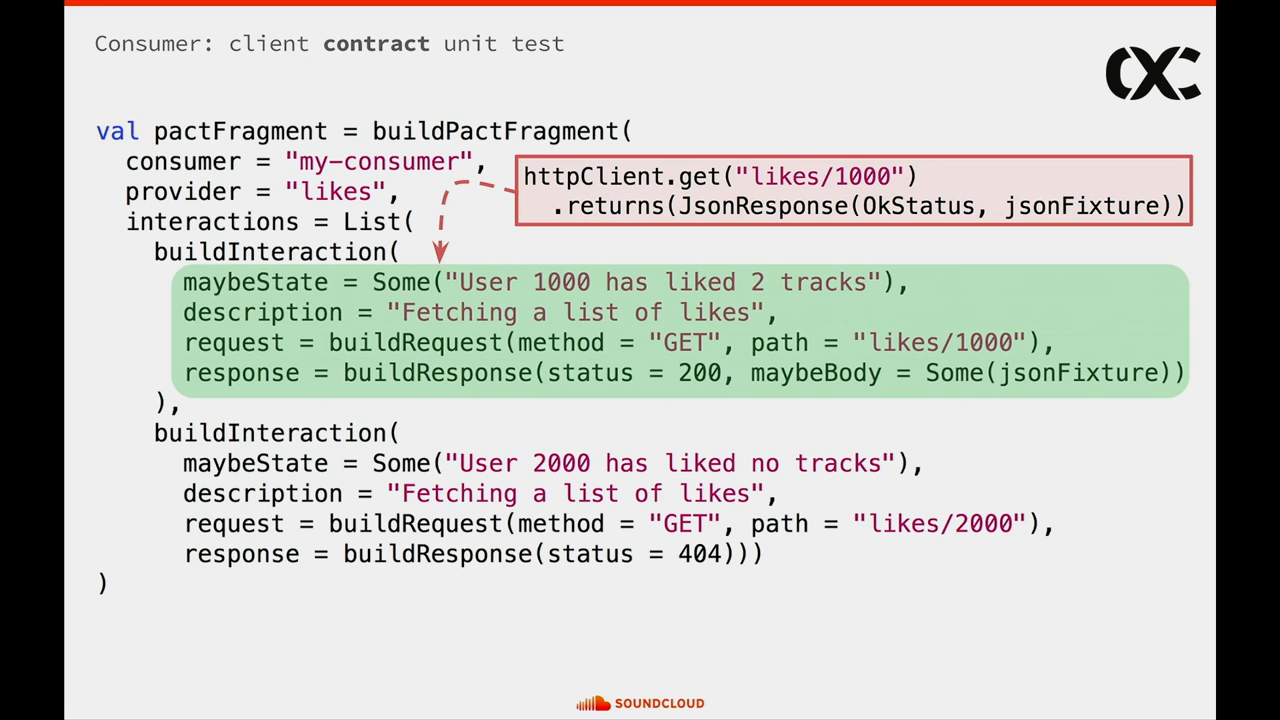 Consumer: client contract unit test
val pactFragment = buildPactFragment(
consumer = "my-consumer",
provider = "likes",
interactions = List(
httpClient.get("likes/1000")
.returns(JsonResponse(OkStatus, jsonFixture))
buildInteraction(
maybeState = Some("User 1000 has liked 2 tracks"),
description = "Fetching a list of likes",
request = buildRequest(method = "GET", path = "likes/1000"),
response = buildResponse(status = 200, maybeBody = Some(jsonFixture))
),
buildInteraction(
maybeState = Some("User 2000 has liked no tracks"),
description = "Fetching a list of likes",
request = buildRequest(method = "GET", path = "likes/2000"),
response = buildResponse(status = 404)))
)
SOUNDCLOUD